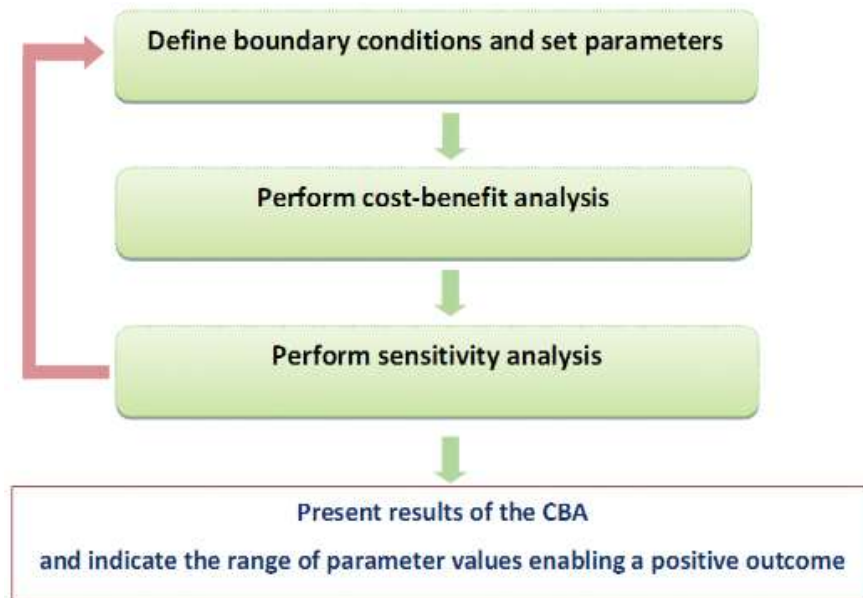 Define boundary conditions and set parameters
Perform cost-benefit analysis
Perform sensitivity analysis
Present results of the CBA
and indicate the range of parameter values enabling a positive outcome